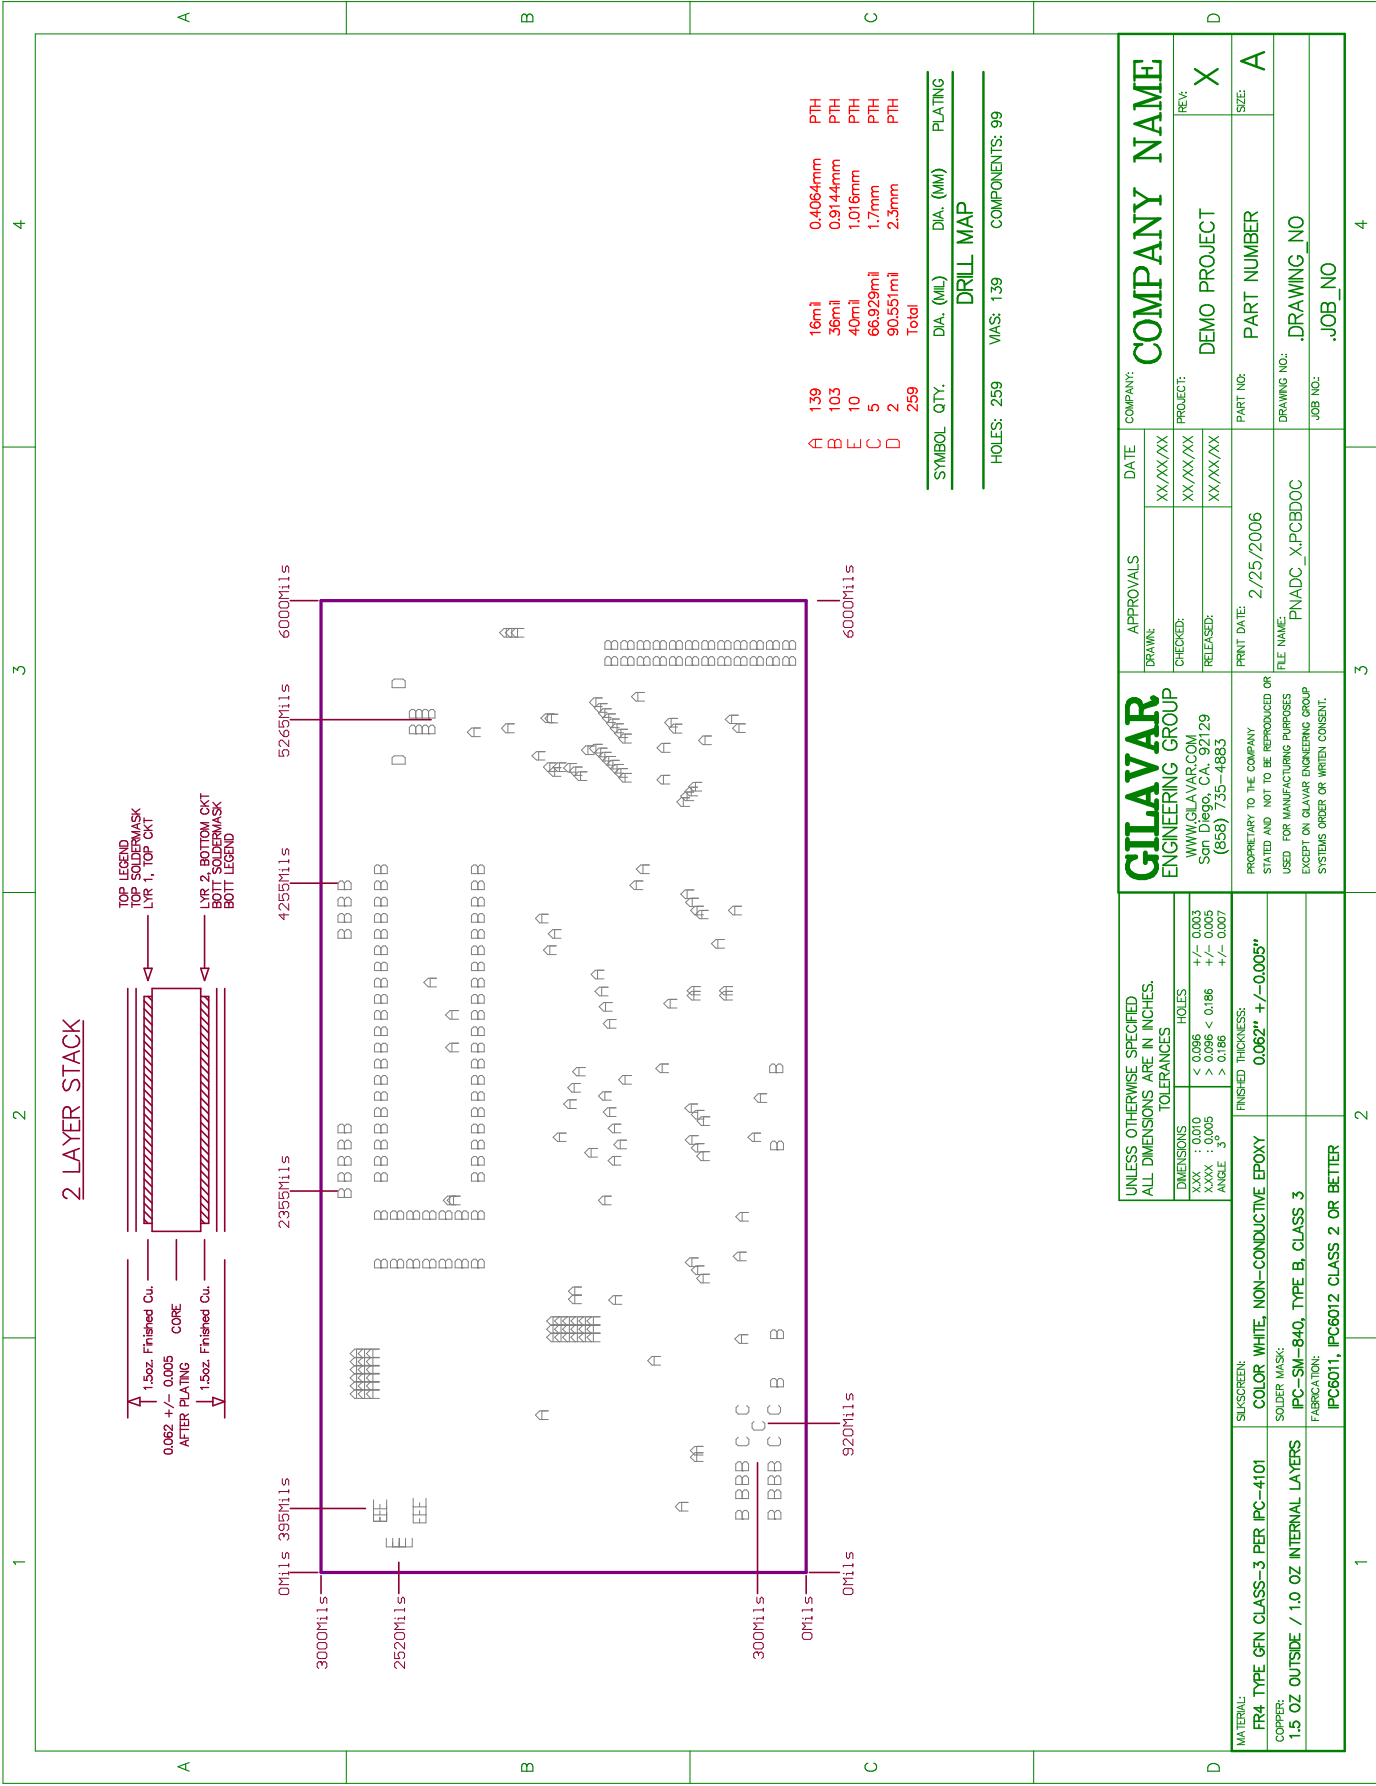 2 LAYER STACK
TOP LEGEND
TOP SOLDERMASK
LYR 1, TOP CKT
LYR 2, BOTTOM CKT
BOTT SOLDERMASK
BOTT LEGEND
1.5oz. Finished Cu.
0.062 +/- 0.005 CORE
AFTER PLATING
1.5oz. Finished Cu.
0Mils 395Mils 2355Mils 4255Mils 5265Mils 6000Mils
3000Mils
2520Mils
300Mils
0Mils
0Mils 920Mils 6000Mils
A 139 16mil 0.4064mm PTH
B 103 36mil 0.9144mm PTH
E 10 40mil 1.016mm PTH
C 5 66.929mil 1.7mm PTH
D 2 90.551mil 2.3mm PTH
259 Total
SYMBOL QTY. DIA. (MIL) DIA. (MM) PLATING
DRILL MAP
HOLES: 259 VIAS: 139 COMPONENTS: 99
UNLESS OTHERWISE SPECIFIED
ALL DIMENSIONS ARE IN INCHES.
TOLERANCES
DIMENSIONS HOLES
X.XX : 0.010 < 0.096 +/- 0.003
X.XXX : 0.005 > 0.096 < 0.186 +/- 0.005
ANGLE 3° > 0.186 +/- 0.007
MATERIAL:
FR4 TYPE GFN CLASS-3 PER IPC-4101
COPPER:
1.5 OZ OUTSIDE / 1.0 OZ INTERNAL LAYERS
SILKSCREEN:
COLOR WHITE, NON-CONDUCTIVE EPOXY
SOLDER MASK:
IPC-SM-840, TYPE B, CLASS 3
FABRICATION:
IPC6011, IPC6012 CLASS 2 OR BETTER
FINISHED THICKNESS:
0.062" +/-0.005"
GILAVAR
ENGINEERING GROUP
WWW.GILAVAR.COM
San Diego, CA. 92129
(858) 735-4883
PROPRIETARY TO THE COMPANY
STATED AND NOT TO BE REPRODUCED OR
USED FOR MANUFACTURING PURPOSES
EXCEPT ON GILAVAR ENGINEERING GROUP
SYSTEMS ORDER OR WRITEN CONSENT.
APPROVALS DATE
DRAWN: XX/XX/XX
CHECKED: XX/XX/XX
RELEASED: XX/XX/XX
PRINT DATE:
2/25/2006
FILE NAME:
PNADC_X.PCBDOC
COMPANY:
COMPANY NAME
PROJECT:
DEMO PROJECT
REV:
X
PART NO:
PART NUMBER
SIZE:
A
DRAWING NO.:
.DRAWING_NO
JOB NO.:
.JOB_NO
1 2 3 4
A B C D
1 2 3 4
A B C D